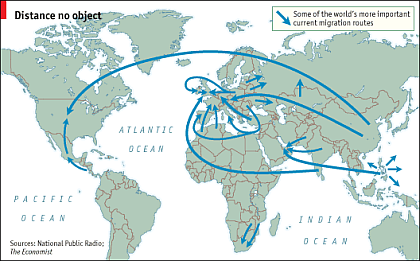 Distance no object
Some of the world's more important
current migration routes
ATLANTIC
OCEAN
PACIFIC
OCEAN
INDIAN
OCEAN
Sources: National Public Radio;
The Economist